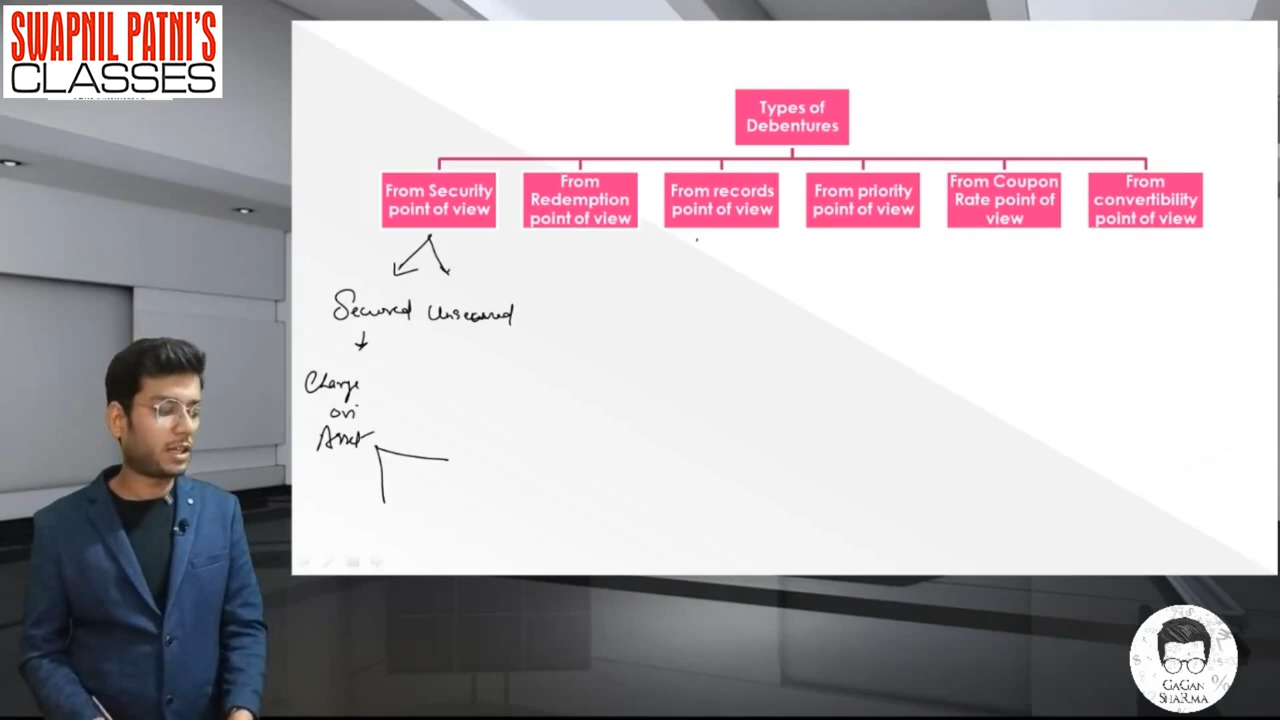 SWAPNIL PATNI'S
CLASSES
Types of
Debentures
From Security
point of view
From
Redemption
point of view
From records
point of view
From priority
point of view
From Coupon
Rate point of
view
From
convertibility
point of view
Secured Unsecured
Charge
on
Asset
GaGan
ShaRma